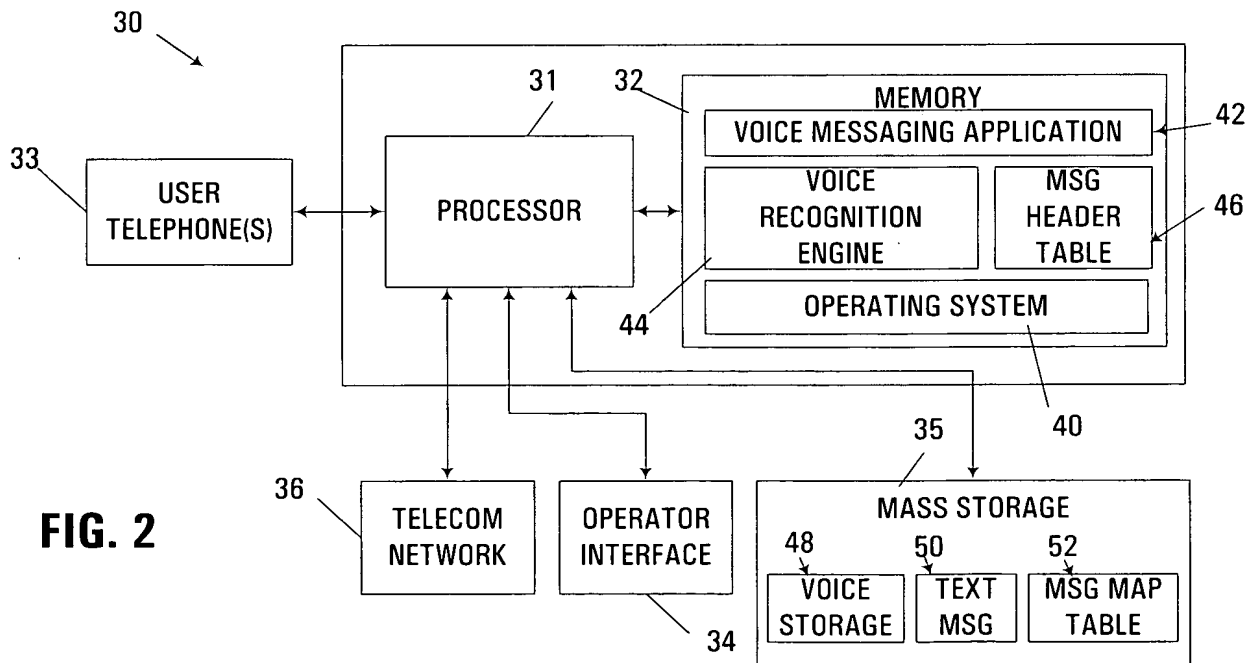 30
31
32
MEMORY
VOICE MESSAGING APPLICATION
42
33
USER
TELEPHONE(S)
PROCESSOR
VOICE
RECOGNITION
ENGINE
MSG
HEADER
TABLE
46
44
OPERATING SYSTEM
40
35
36
TELECOM
NETWORK
OPERATOR
INTERFACE
34
MASS STORAGE
48
50
52
VOICE
STORAGE
TEXT
MSG
MSG MAP
TABLE
FIG. 2